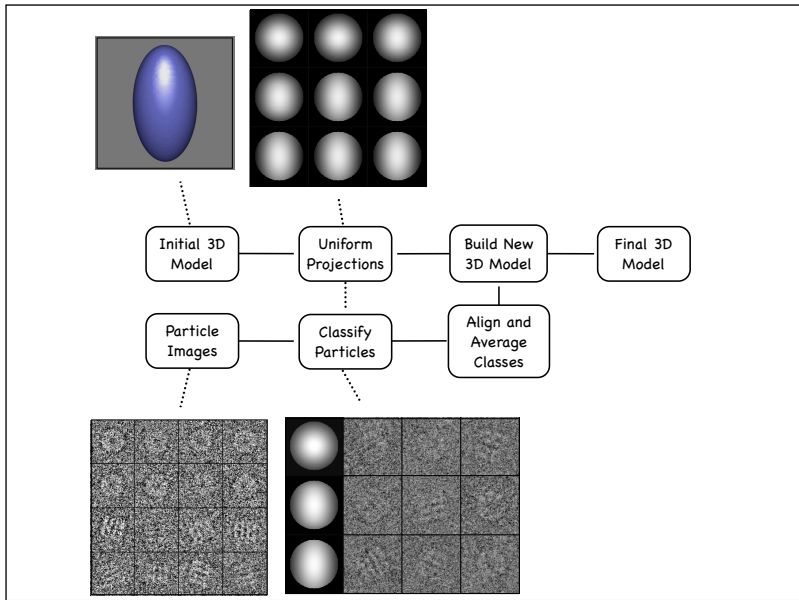 Initial 3D
Model
Uniform
Projections
Build New
3D Model
Final 3D
Model
Particle
Images
Classify
Particles
Align and
Average
Classes